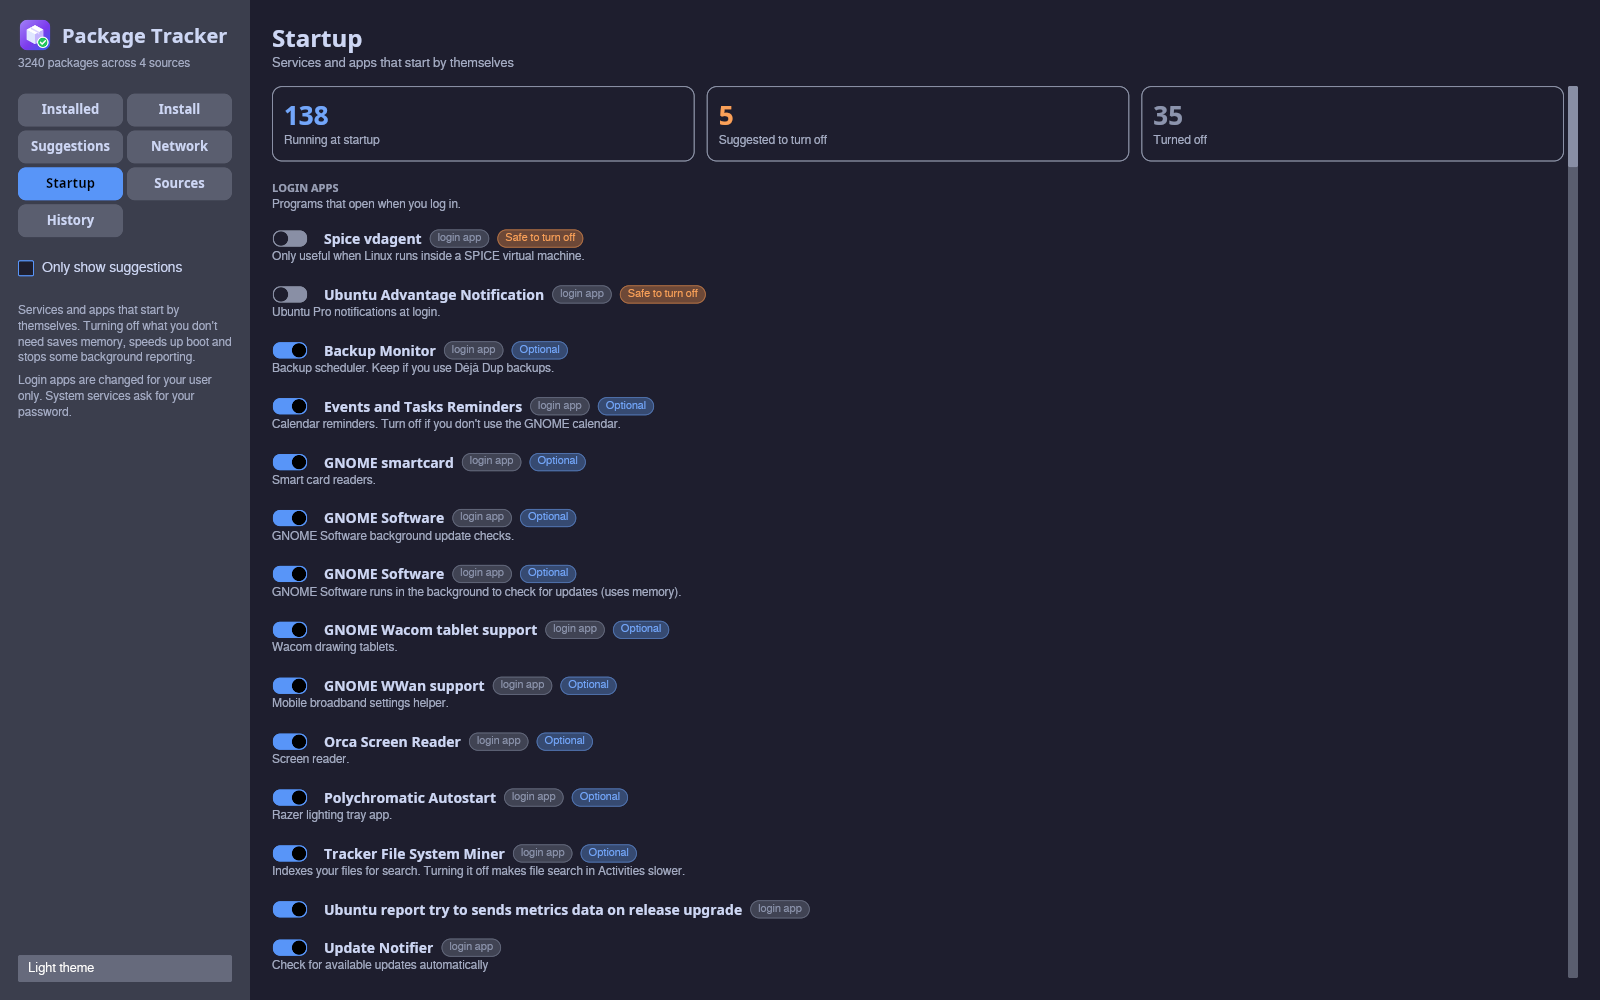 Package Tracker
3240 packages across 4 sources
Installed
Install
Suggestions
Network
Startup
Sources
History
Only show suggestions
Services and apps that start by
themselves. Turning off what you don't
need saves memory, speeds up boot and
stops some background reporting.
Login apps are changed for your user
only. System services ask for your
password.
Light theme
Startup
Services and apps that start by themselves
138
Running at startup
5
Suggested to turn off
35
Turned off
LOGIN APPS
Programs that open when you log in.
Spice vdagent login app Safe to turn off
Only useful when Linux runs inside a SPICE virtual machine.
Ubuntu Advantage Notification login app Safe to turn off
Ubuntu Pro notifications at login.
Backup Monitor login app Optional
Backup scheduler. Keep if you use Déjà Dup backups.
Events and Tasks Reminders login app Optional
Calendar reminders. Turn off if you don't use the GNOME calendar.
GNOME smartcard login app Optional
Smart card readers.
GNOME Software login app Optional
GNOME Software background update checks.
GNOME Software login app Optional
GNOME Software runs in the background to check for updates (uses memory).
GNOME Wacom tablet support login app Optional
Wacom drawing tablets.
GNOME WWan support login app Optional
Mobile broadband settings helper.
Orca Screen Reader login app Optional
Screen reader.
Polychromatic Autostart login app Optional
Razer lighting tray app.
Tracker File System Miner login app Optional
Indexes your files for search. Turning it off makes file search in Activities slower.
Ubuntu report try to sends metrics data on release upgrade login app
Update Notifier login app
Check for available updates automatically